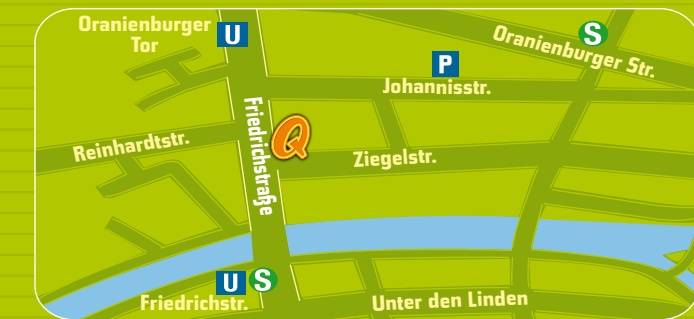 Oranienburger
Tor
U
S
Oranienburger Str.
P
Johannisstr.
Friedrichstraße
Q
Reinhardtstr.
Ziegelstr.
U S
Friedrichstr.
Unter den Linden